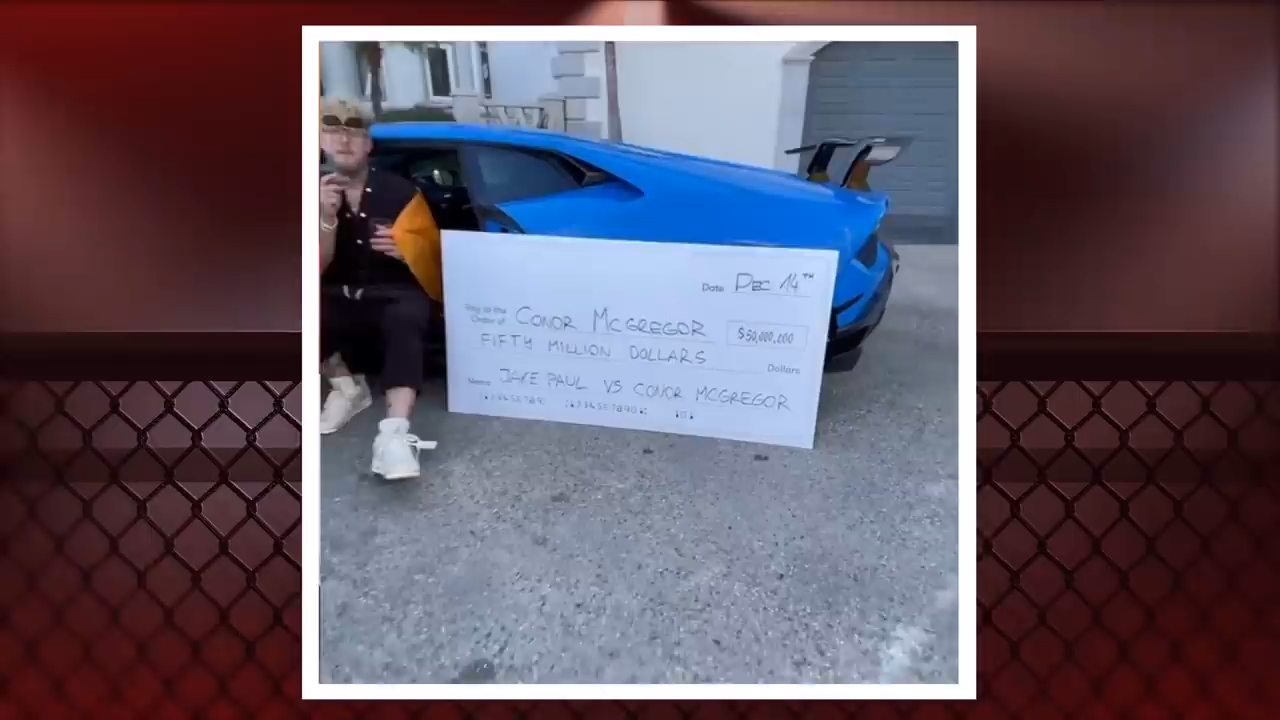 Date DEC 14TH
Pay to the
Order of CONOR MCGREGOR $50,000,000
FIFTY MILLION DOLLARS Dollars
Memo JAKE PAUL VS CONOR MCGREGOR